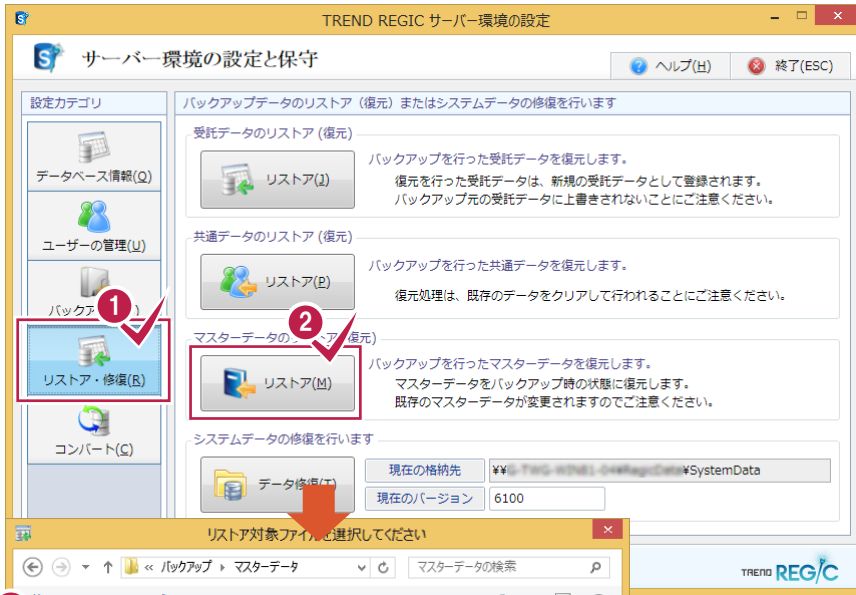 TREND REGIC サーバー環境の設定
サーバー環境の設定と保守
ヘルプ(H)
終了(ESC)
設定カテゴリ
データベース情報(Q)
ユーザーの管理(U)
バックア
1
リストア・修復(R)
コンバート(C)
バックアップデータのリストア（復元）またはシステムデータの修復を行います
受託データのリストア (復元)
リストア(J)
バックアップを行った受託データを復元します。
復元を行った受託データは、新規の受託データとして登録されます。
バックアップ元の受託データに上書きされないことにご注意ください。
共通データのリストア (復元)
リストア(P)
バックアップを行った共通データを復元します。
復元処理は、既存のデータをクリアして行われることにご注意ください。
2
マスターデータのリストア (復元)
リストア(M)
バックアップを行ったマスターデータを復元します。
マスターデータをバックアップ時の状態に復元します。
既存のマスターデータが変更されますのでご注意ください。
システムデータの修復を行います
データ修復(T)
現在の格納先
¥¥
¥SystemData
現在のバージョン
6100
リストア対象ファイルを選択してください
« バックアップ ▸ マスターデータ
マスターデータの検索
TREND REGIC